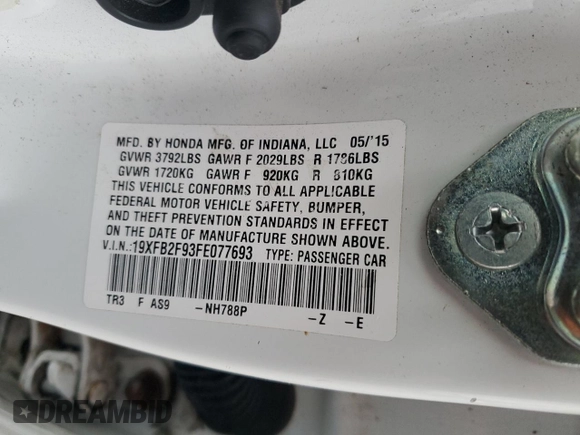 MFD. BY HONDA MFG. OF INDIANA, LLC 05/'15
GVWR 3792LBS GAWR F 2029LBS R 1786LBS
GVWR 1720KG GAWR F 920KG R 810KG
THIS VEHICLE CONFORMS TO ALL APPLICABLE
FEDERAL MOTOR VEHICLE SAFETY, BUMPER,
AND THEFT PREVENTION STANDARDS IN EFFECT
ON THE DATE OF MANUFACTURE SHOWN ABOVE.
V.I.N.:19XFB2F93FE077693 TYPE: PASSENGER CAR
TR3 F AS9 -NH788P -Z -E
DREAMBID